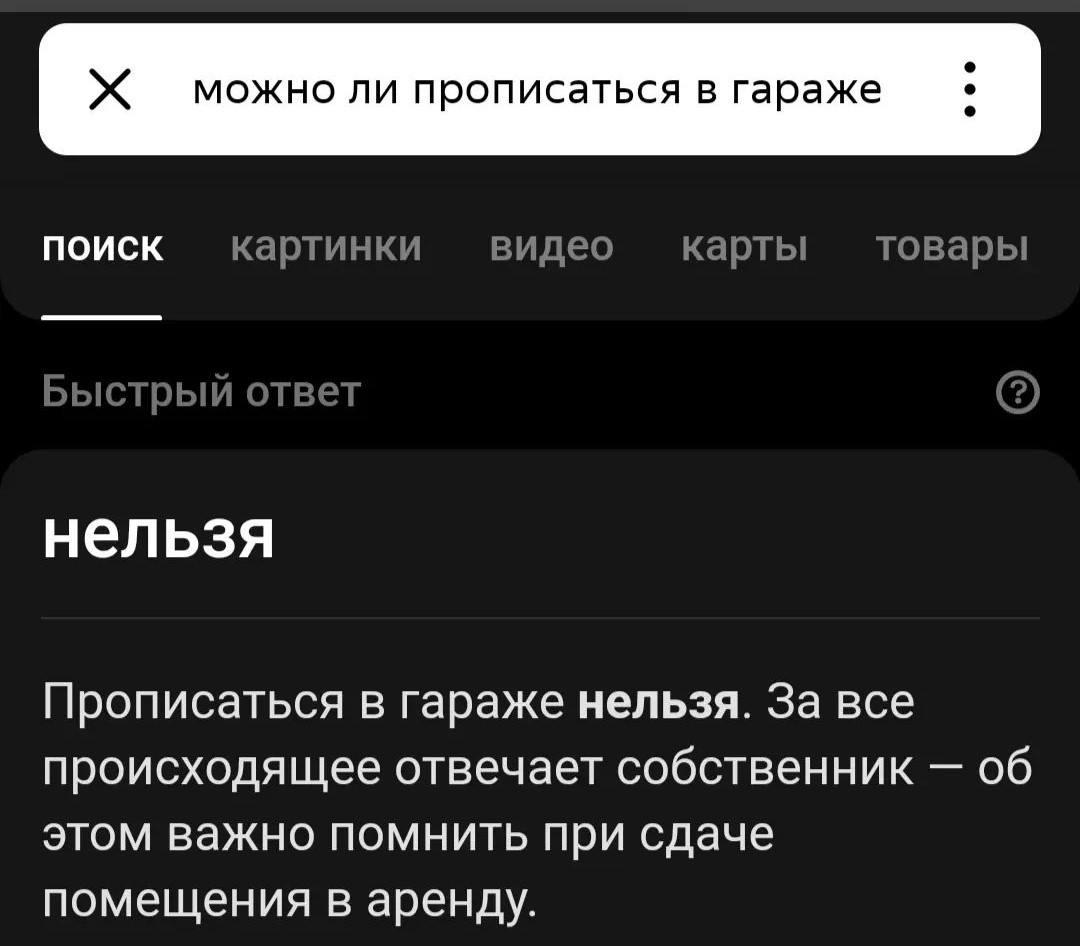 можно ли прописаться в гараже
поиск картинки видео карты товары
Быстрый ответ
нельзя
Прописаться в гараже нельзя. За все
происходящее отвечает собственник — об
этом важно помнить при сдаче
помещения в аренду.